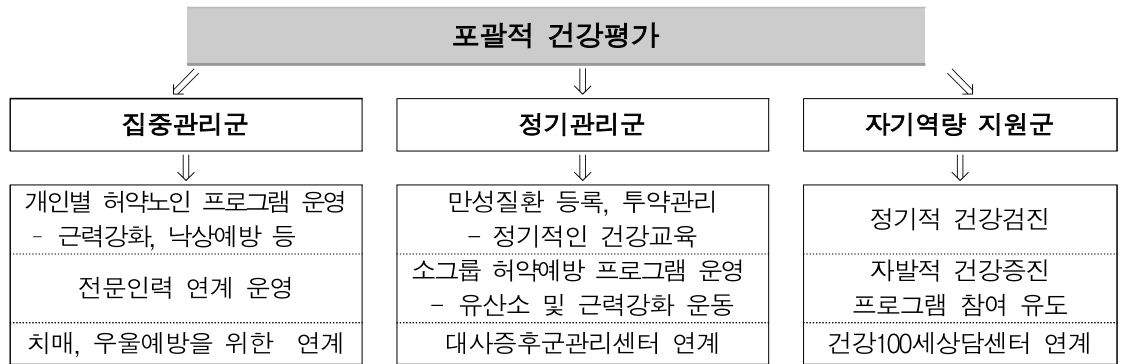 포괄적 건강평가
집중관리군
정기관리군
자기역량 지원군
개인별 허약노인 프로그램 운영
- 근력강화, 낙상예방 등
전문인력 연계 운영
치매, 우울예방을 위한 연계
만성질환 등록, 투약관리
- 정기적인 건강교육
소그룹 허약예방 프로그램 운영
- 유산소 및 근력강화 운동
대사증후군관리센터 연계
정기적 건강검진
자발적 건강증진
프로그램 참여 유도
건강100세상담센터 연계